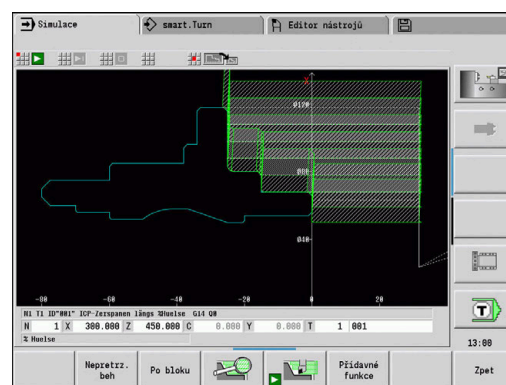 Simulace
smart.Turn
Editor nástrojů
X
Ø120
Ø80
Ø40
-80 -60 -40 -20 0 20
N1 T1 ID"001" ICP-Zerspanen längs %Huelse G14 Q0
N 1 X 300.000 Z 450.000 C 0.000 Y 0.000 T 1 001
% Huelse
13:00
Nepretrz. beh
Po bloku
Přídavné funkce
Zpet
T